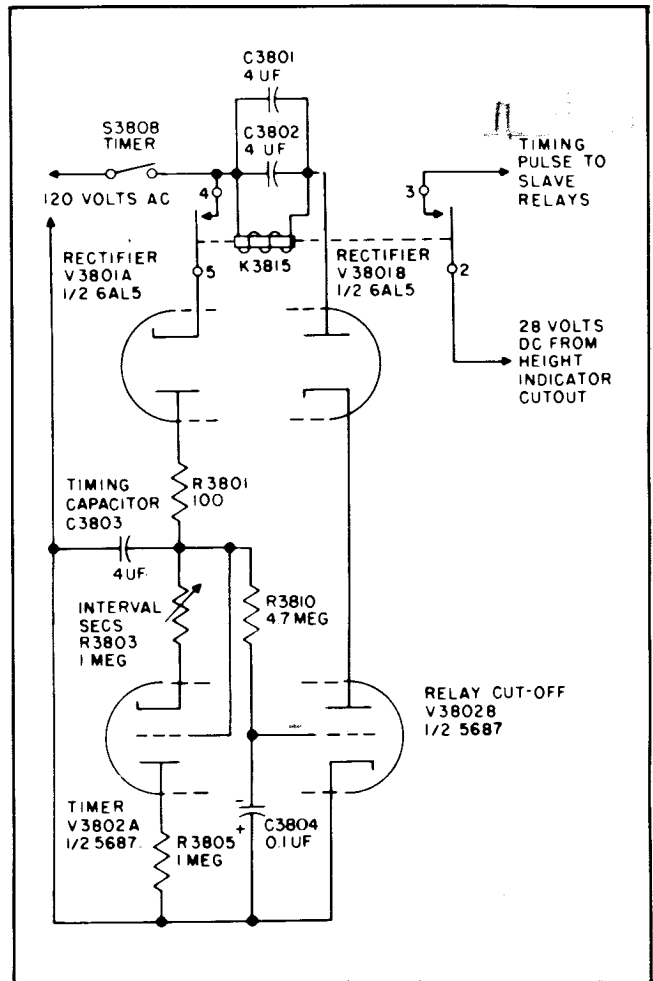 C3801
4 UF
C3802
4 UF
S3808
TIMER
120 VOLTS AC
4
5
K3815
RECTIFIER
V3801A
1/2 6AL5
RECTIFIER
V3801B
1/2 6AL5
3
2
TIMING
PULSE TO
SLAVE
RELAYS
28 VOLTS
DC FROM
HEIGHT
INDICATOR
CUTOUT
R3801
100
TIMING
CAPACITOR
C3803
4UF
INTERVAL
SECS
R3803
1 MEG
R3810
4.7 MEG
RELAY CUT-OFF
V3802B
1/2 5687
TIMER
V3802A
1/2 5687.
R3805
1 MEG
-
+
C3804
0.1 UF